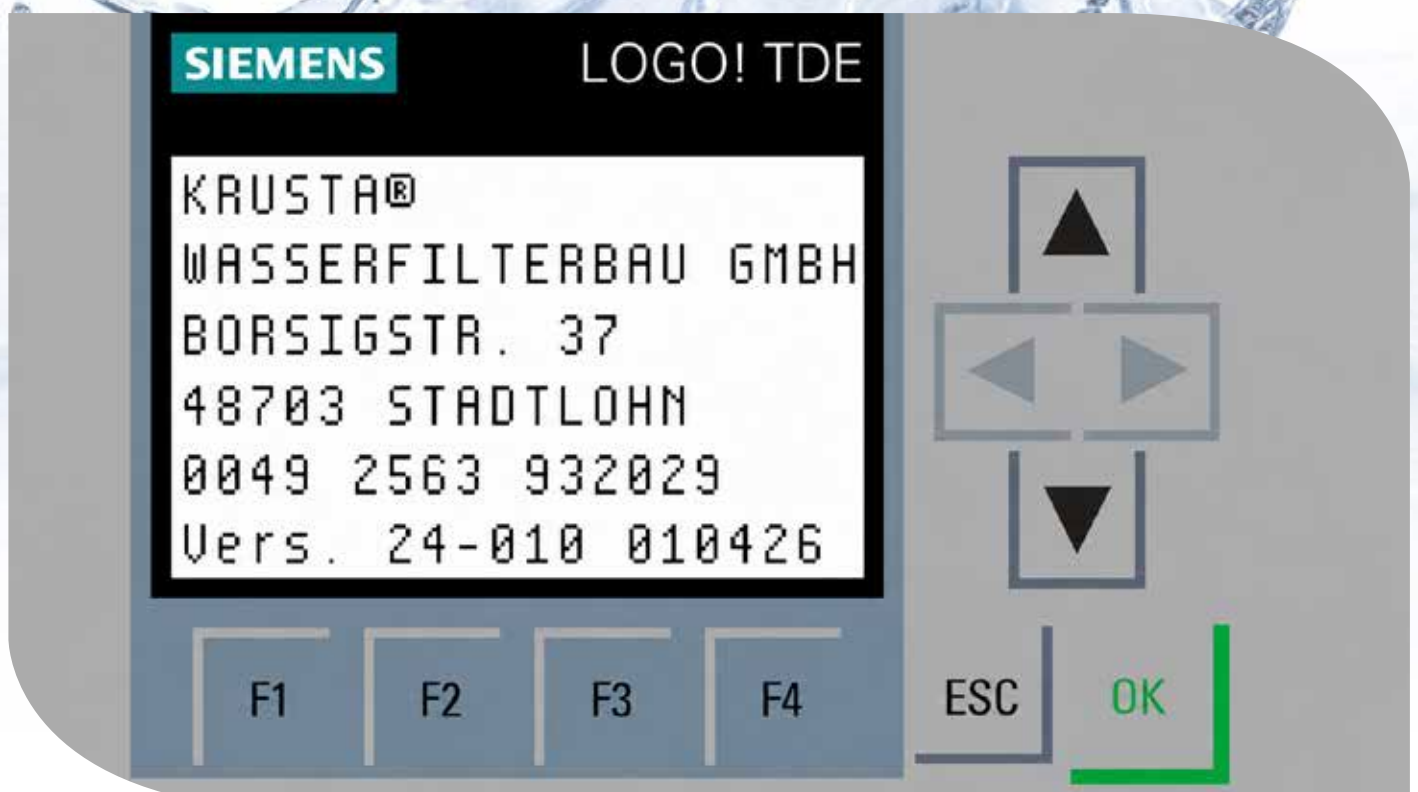 SIEMENS LOGO! TDE
KRUSTA®
WASSERFILTERBAU GMBH
BORSIGSTR. 37
48703 STADTLOHN
0049 2563 932029
Vers. 24-010 010426
F1 F2 F3 F4 ESC OK